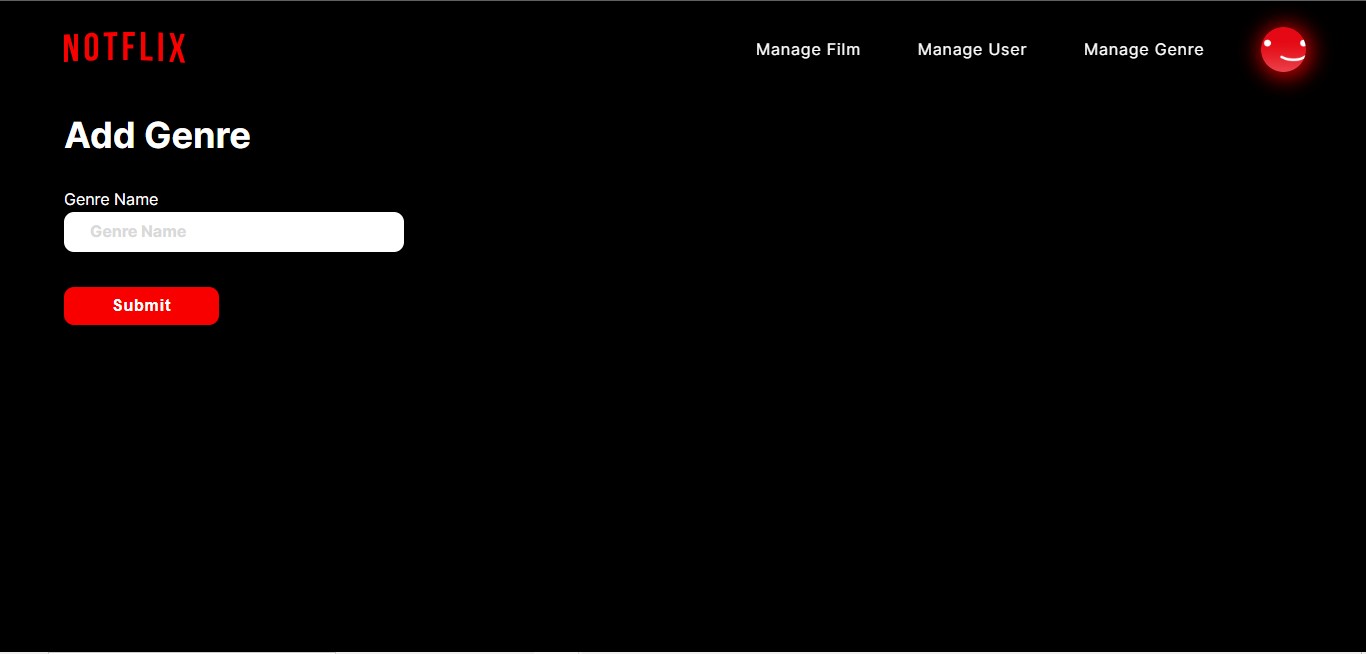 NOTFLIX Manage Film Manage User Manage Genre
Add Genre
Genre Name
Genre Name
Submit